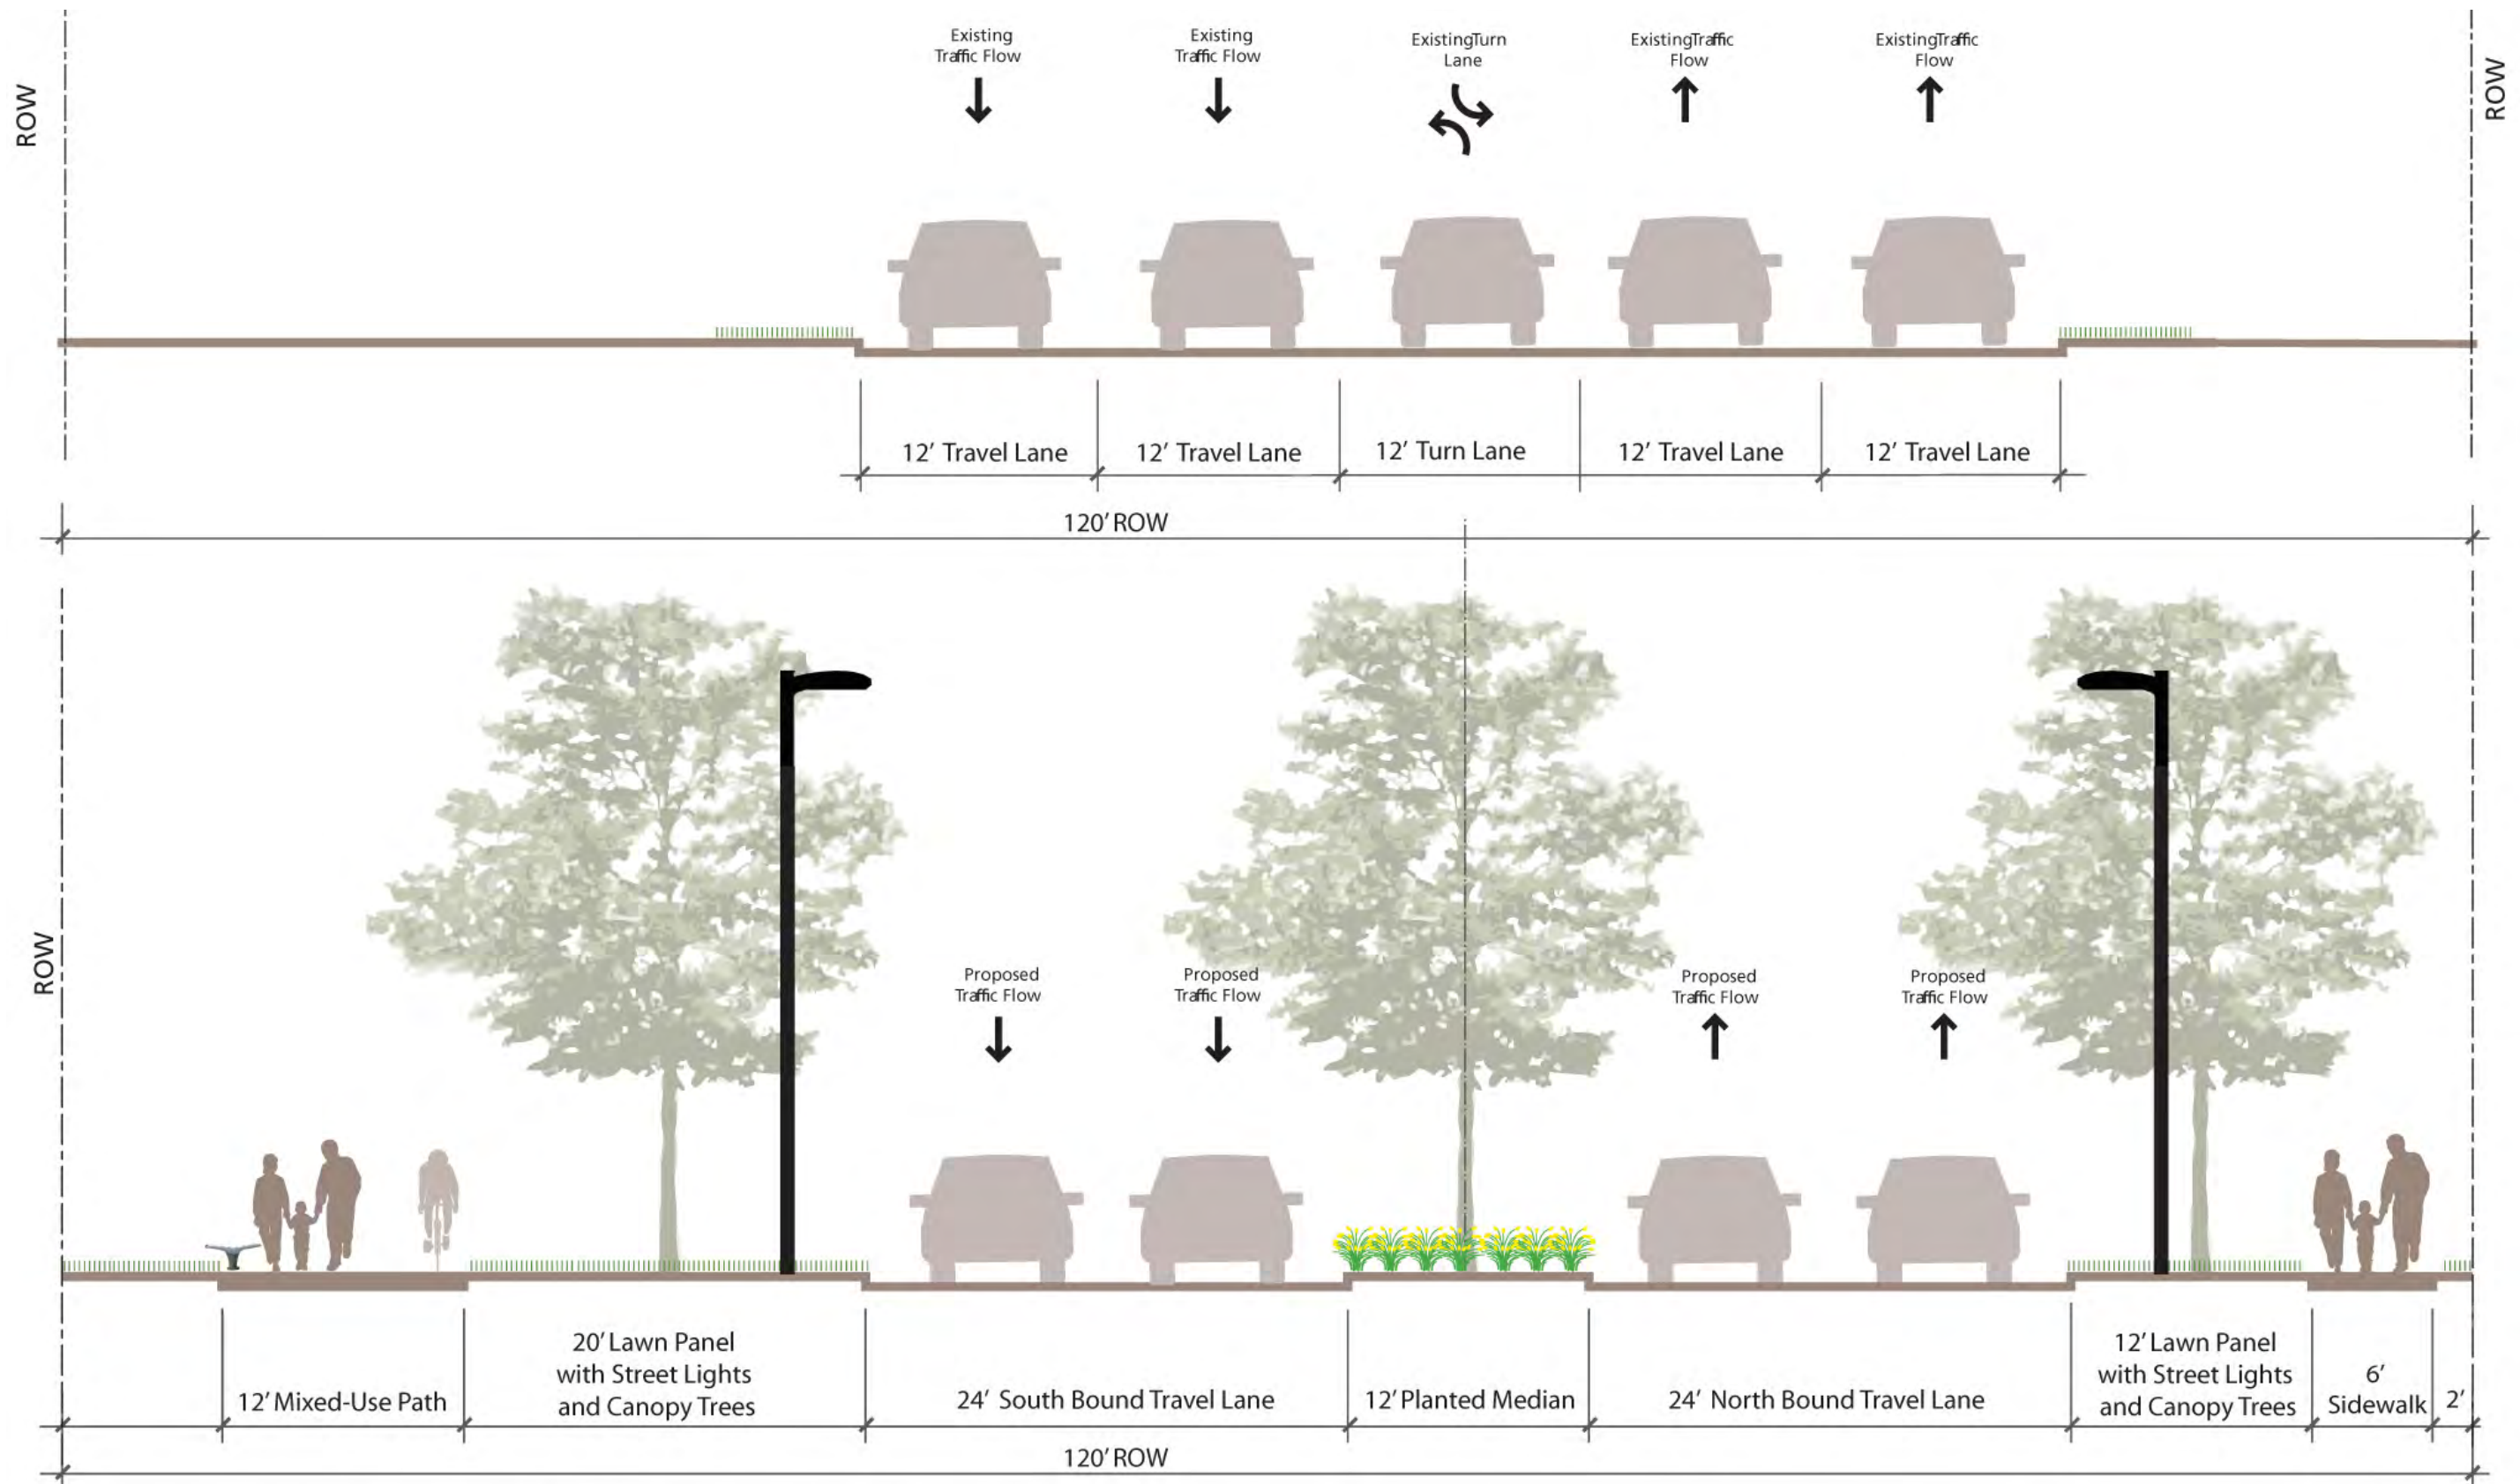 ROW
Existing
Traffic Flow
Existing
Traffic Flow
ExistingTurn
Lane
ExistingTraffic
Flow
ExistingTraffic
Flow
ROW
12' Travel Lane
12' Travel Lane
12' Turn Lane
12' Travel Lane
12' Travel Lane
120' ROW
ROW
Proposed
Traffic Flow
Proposed
Traffic Flow
Proposed
Traffic Flow
Proposed
Traffic Flow
12' Mixed-Use Path
20' Lawn Panel
with Street Lights
and Canopy Trees
24' South Bound Travel Lane
12' Planted Median
24' North Bound Travel Lane
12' Lawn Panel
with Street Lights
and Canopy Trees
6'
Sidewalk
2'
120' ROW